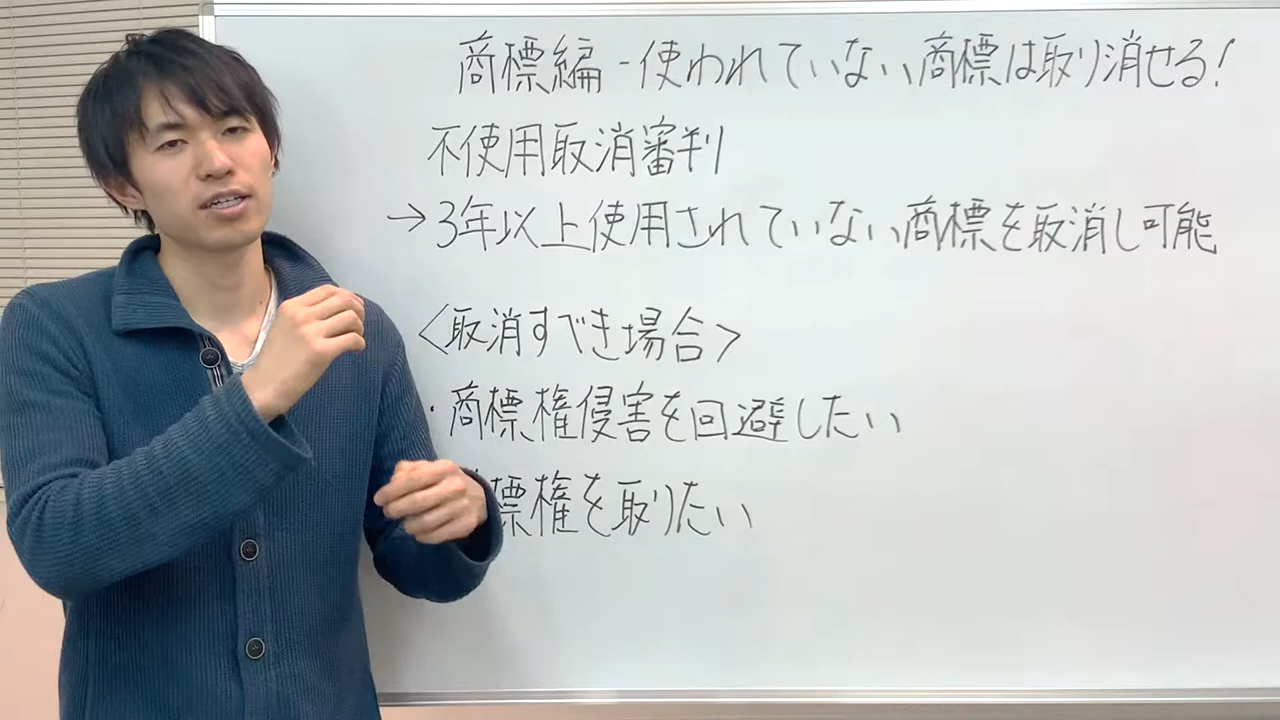 商標編-使われていない商標は取り消せる!
不使用取消審判
→3年以上使用されていない商標を取消し可能
<取消すべき場合>
・商標権侵害を回避したい
標権を取りたい